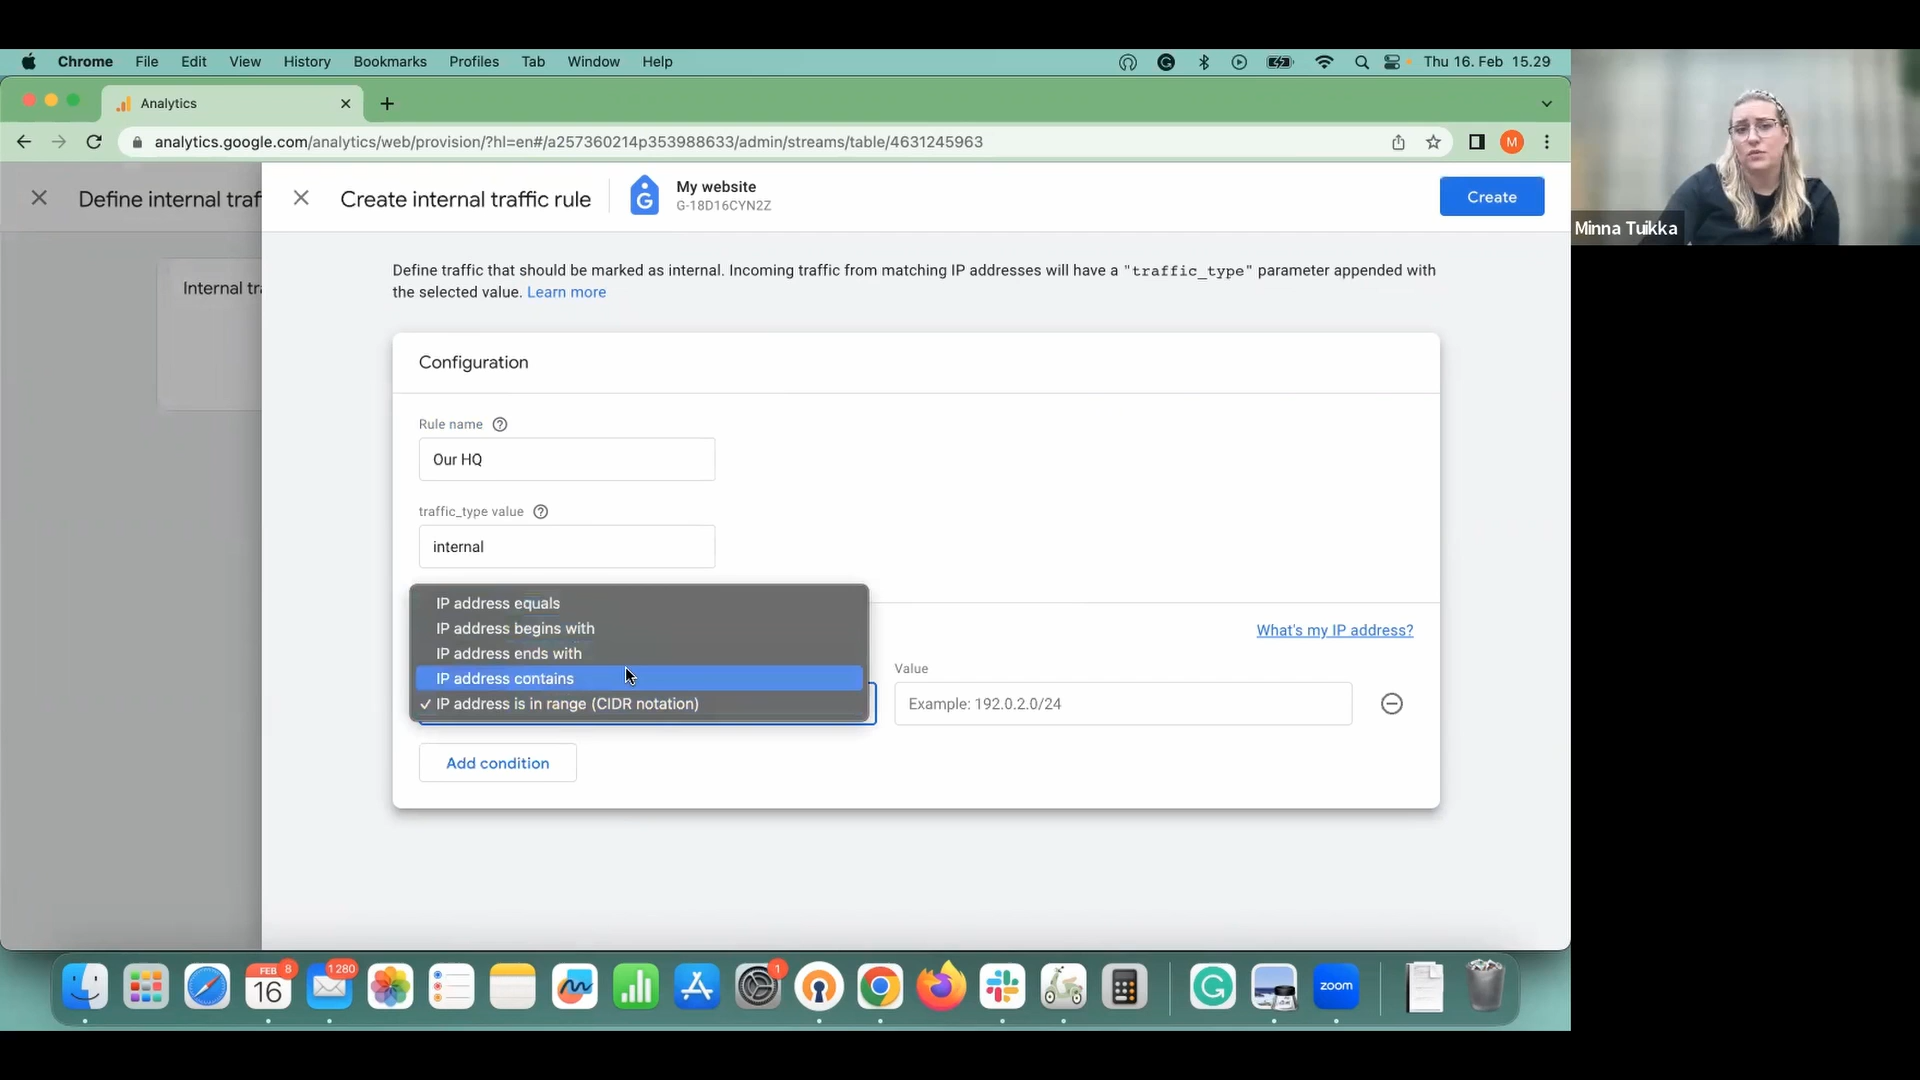 Chrome File Edit View History Bookmarks Profiles Tab Window Help Thu 16. Feb 15.29
Analytics
analytics.google.com/analytics/web/provision/?hl=en#/a257360214p353988633/admin/streams/table/4631245963
M
Define internal traf
Create internal traffic rule
My website
G-18D16CYN2Z
Create
Minna Tuikka
Internal tra
Define traffic that should be marked as internal. Incoming traffic from matching IP addresses will have a "traffic_type" parameter appended with
the selected value. Learn more
Configuration
Rule name
Our HQ
traffic_type value
internal
IP address equals
IP address begins with
IP address ends with
IP address contains
IP address is in range (CIDR notation)
What's my IP address?
Value
Example: 192.0.2.0/24
Add condition
FEB
16
8
1 280
1
zoom